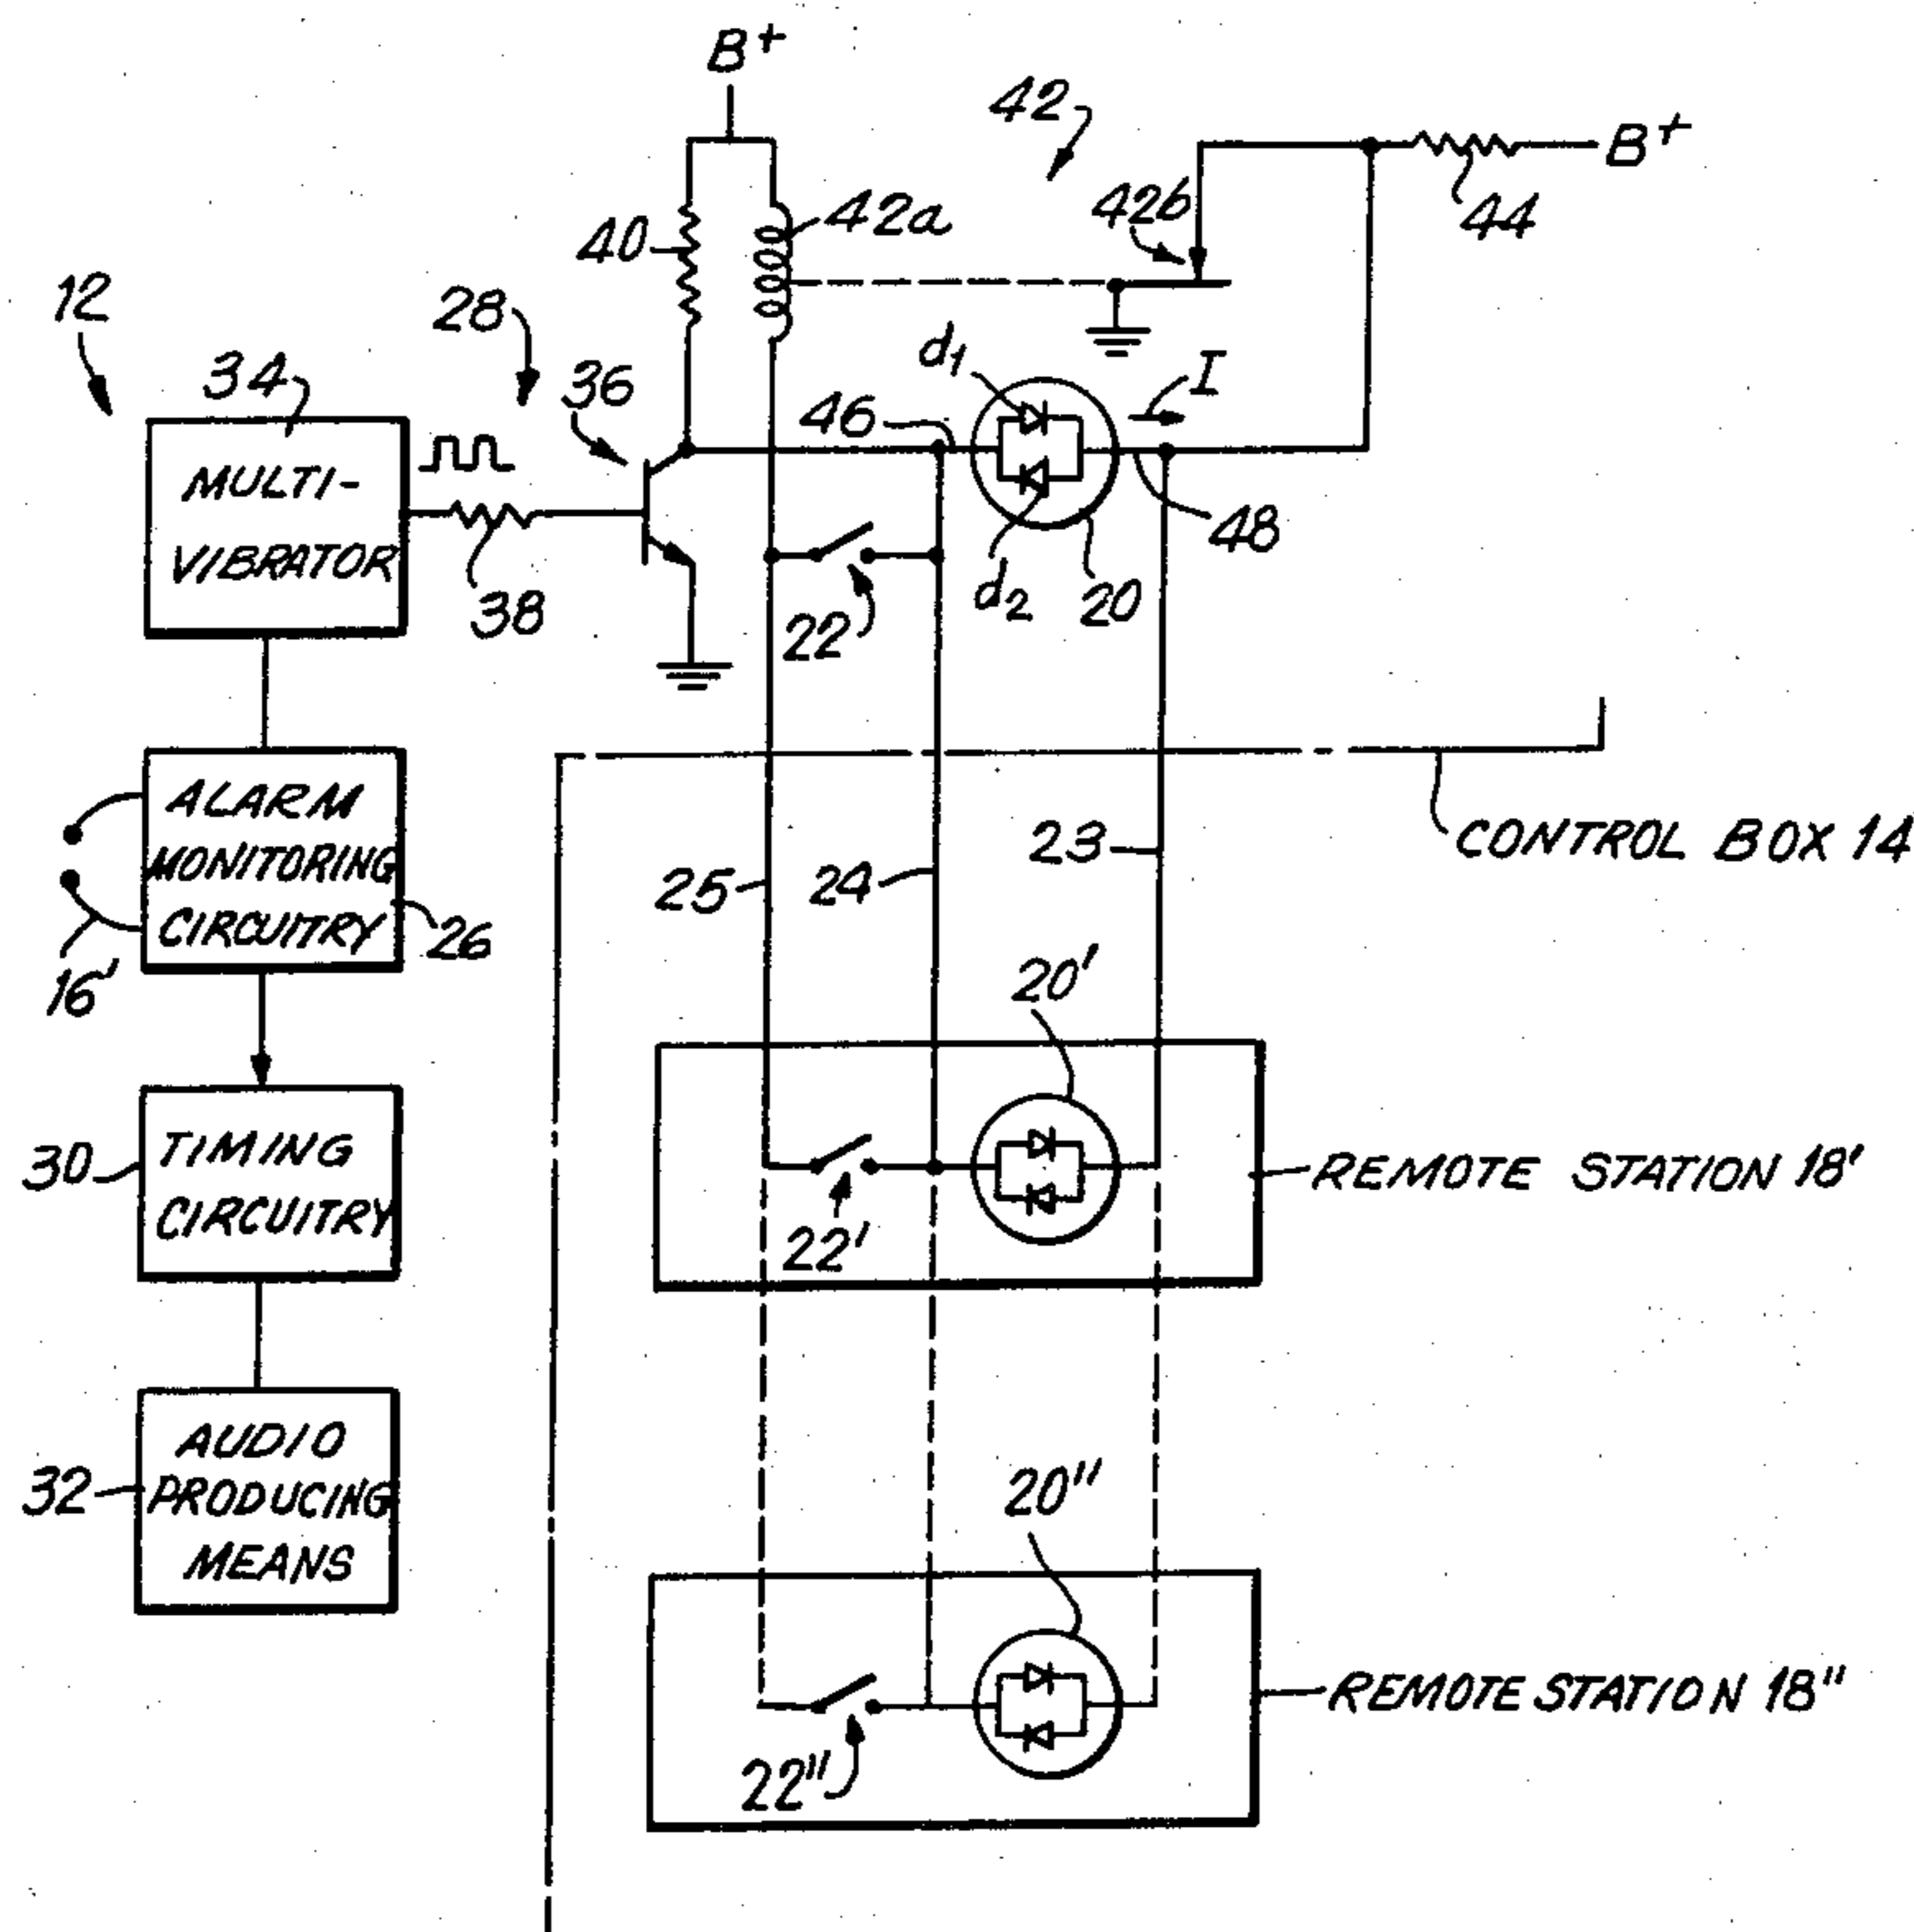 B+
42
B+
42b
44
42a
40
12
28
d1
I
34
36
46
MULTI-
VIBRATOR
48
38
22
d2
20
ALARM
MONITORING
CIRCUITRY
CONTROL BOX 14
23
25
24
26
16'
20'
TIMING
CIRCUITRY
30
REMOTE STATION 18'
22'
AUDIO
PRODUCING
MEANS
32
20"
REMOTE STATION 18"
22"